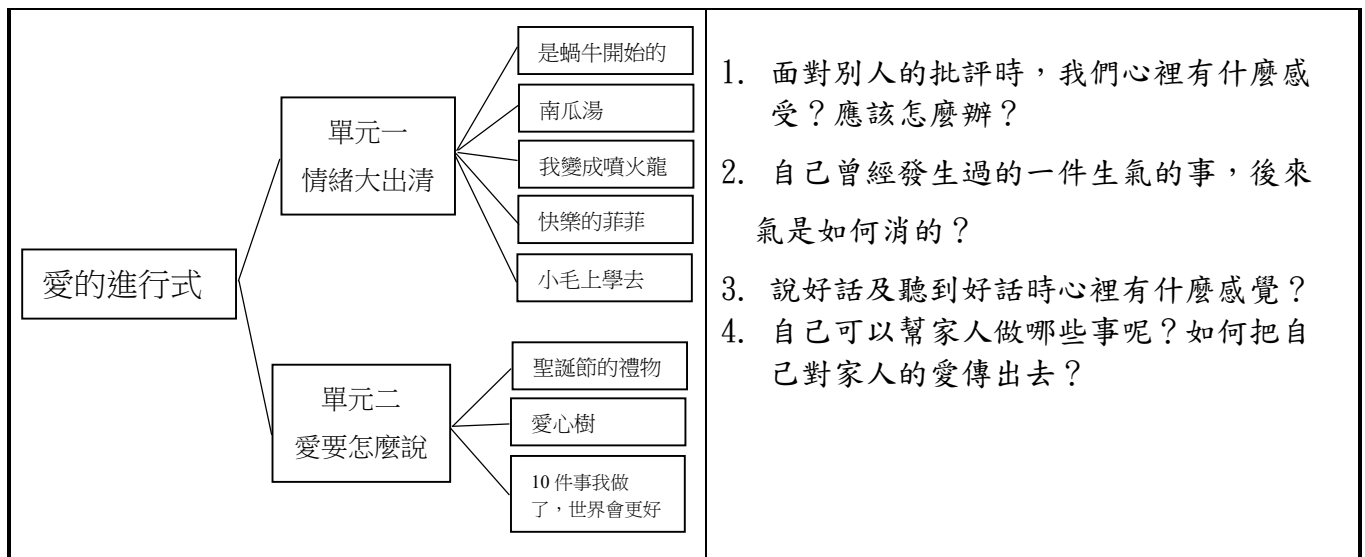 愛的進行式
單元一
情緒大出清
是蝸牛開始的
南瓜湯
我變成噴火龍
快樂的菲菲
小毛上學去
單元二
愛要怎麼說
聖誕節的禮物
愛心樹
10 件事我做
了，世界會更好
1. 面對別人的批評時，我們心裡有什麼感
受？應該怎麼辦？
2. 自己曾經發生過的一件生氣的事，後來
氣是如何消的？
3. 說好話及聽到好話時心裡有什麼感覺？
4. 自己可以幫家人做哪些事呢？如何把自
己對家人的愛傳出去？